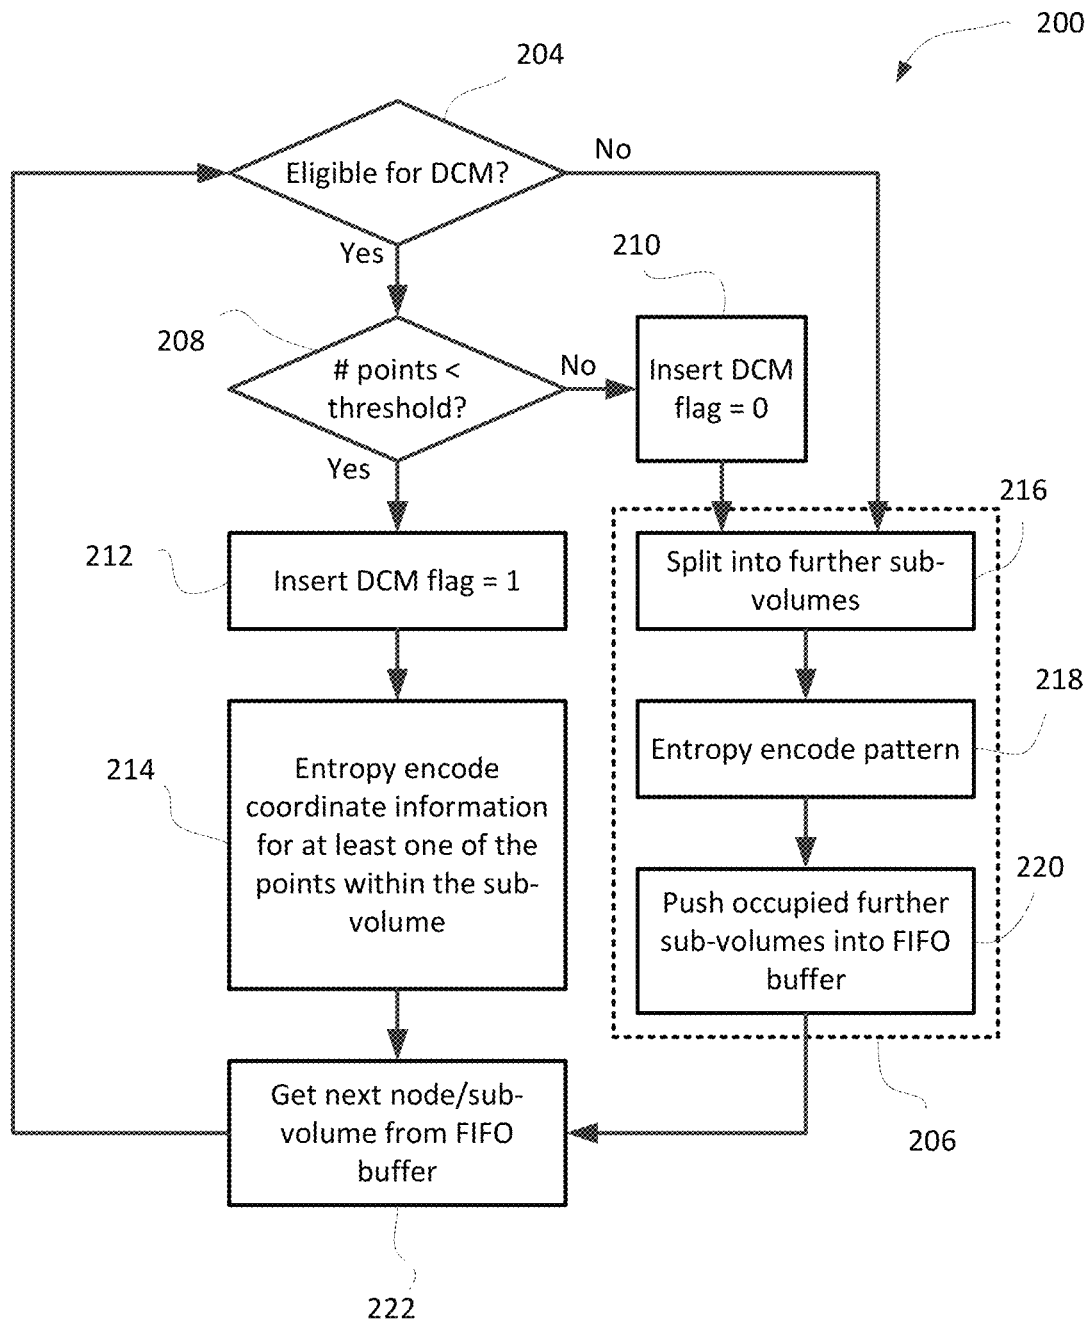 200
204
Eligible for DCM?
No
Yes
210
208
# points <
threshold?
No
Insert DCM
flag = 0
Yes
216
212
Insert DCM flag = 1
Split into further sub-
volumes
218
Entropy encode pattern
214
Entropy encode
coordinate information
for at least one of the
points within the sub-
volume
220
Push occupied further
sub-volumes into FIFO
buffer
Get next node/sub-
volume from FIFO
buffer
206
222